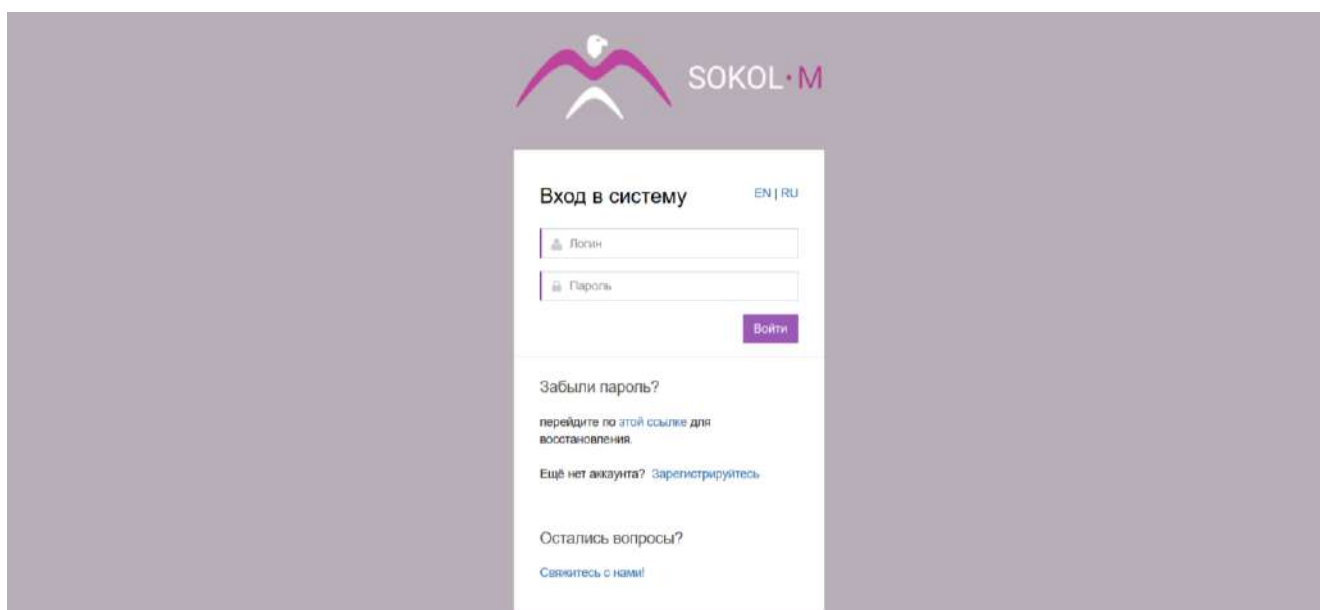 SOKOL·M
Вход в систему
EN | RU
Логин
Пароль
Войти
Забыли пароль?
перейдите по этой ссылке для
восстановления.
Ещё нет аккаунта? Зарегистрируйтесь
Остались вопросы?
Свяжитесь с нами!